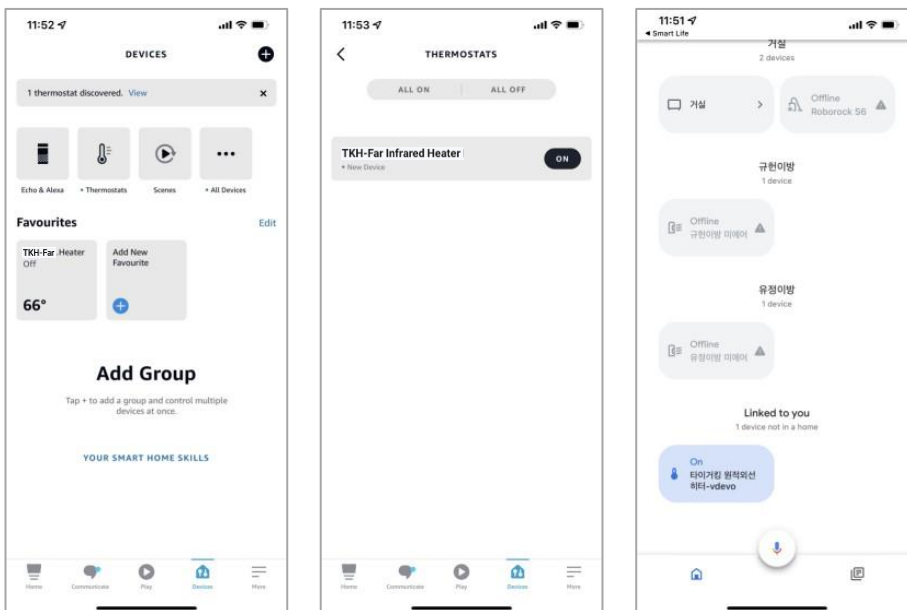 11:52
DEVICES
1 thermostat discovered. View
Echo & Alexa
• Thermostats
Scenes
• All Devices
Favourites
Edit
TKH-Far .Heater
Off
66°
Add New
Favourite
Add Group
Tap + to add a group and control multiple
devices at once.
YOUR SMART HOME SKILLS
Home
Communicate
Play
Devices
More
11:53
THERMOSTATS
ALL ON
ALL OFF
TKH-Far Infrared Heater
• New Device
ON
Home
Communicate
Play
Devices
More
11:51
◀ Smart Life
거실
2 devices
거실
Offline
Roborock S6
규헌이방
1 device
Offline
규헌이방 미에어
유정이방
1 device
Offline
유정이방 미에어
Linked to you
1 device not in a home
On
타이거킹 원적외선
히터-vdevo